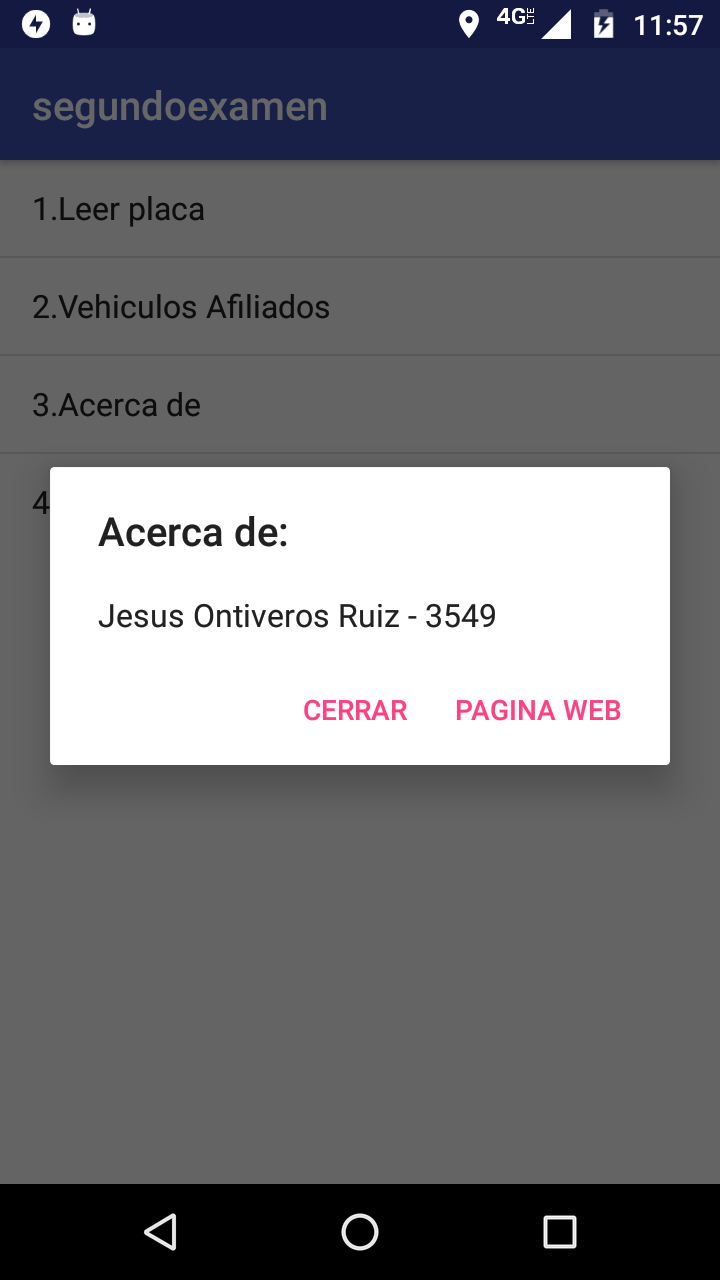 4G LTE 11:57
segundoexamen
1.Leer placa
2.Vehiculos Afiliados
3.Acerca de
4
Acerca de:
Jesus Ontiveros Ruiz - 3549
CERRAR PAGINA WEB